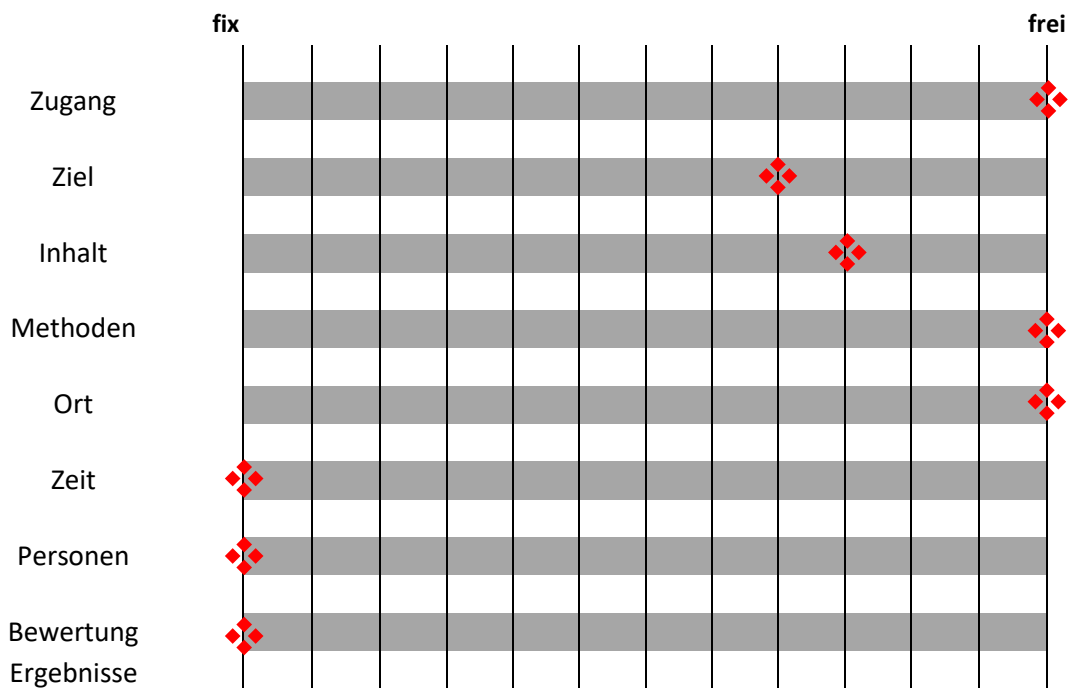 fix frei
Zugang
Ziel
Inhalt
Methoden
Ort
Zeit
Personen
Bewertung
Ergebnisse